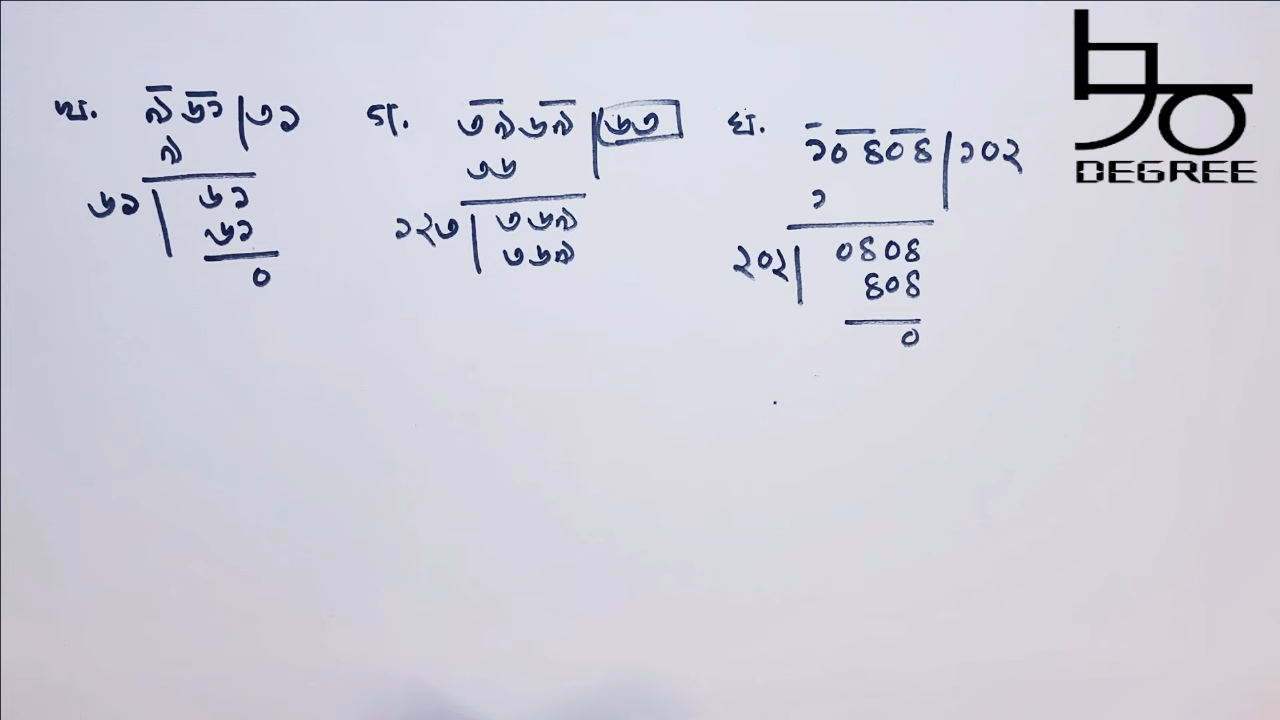 খ. ৯৬১ | ৩১
৯
৬১ | ৬১
৬১
০
গ. ৩৯৬৯ | ৬৩
৩৬
১২৩ | ৩৬৯
৩৬৯
ঘ. ১০৪০৪ | ১০২
১
২০২ | ০৪০৪
৪০৪
০
DEGREE